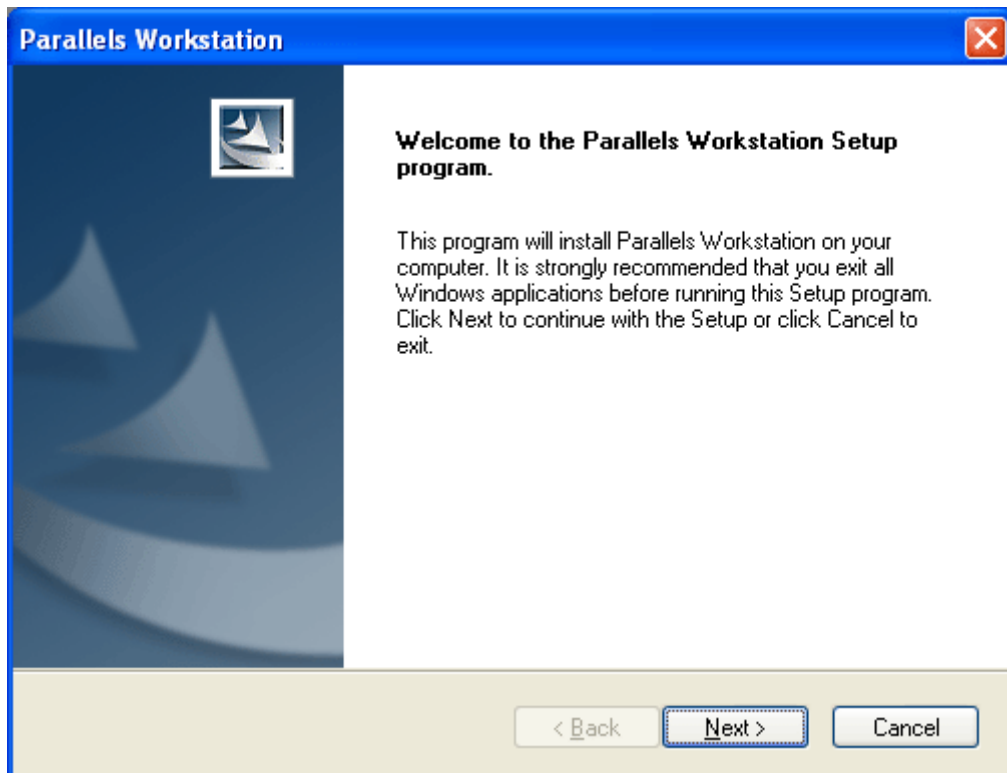 Parallels Workstation
Welcome to the Parallels Workstation Setup
program.
This program will install Parallels Workstation on your
computer. It is strongly recommended that you exit all
Windows applications before running this Setup program.
Click Next to continue with the Setup or click Cancel to
exit.
< Back Next > Cancel